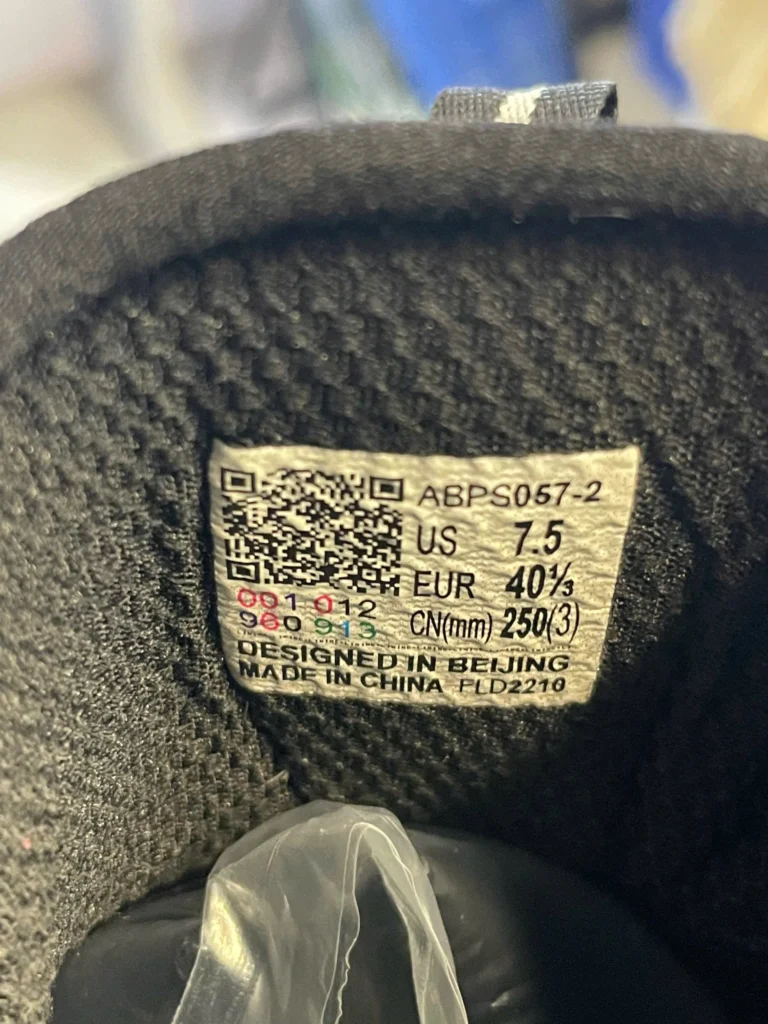 ABPS057-2
US 7.5
EUR 40⅓
CN(mm) 250(3)
001 012
960 913
DESIGNED IN BEIJING
MADE IN CHINA FLD2210